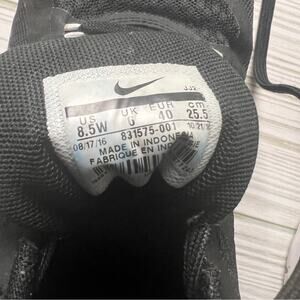 US UK EUR cm
8.5W 6 40 25.5
08/17/16 831575-001
MADE IN INDONESIA
FABRIQUE EN